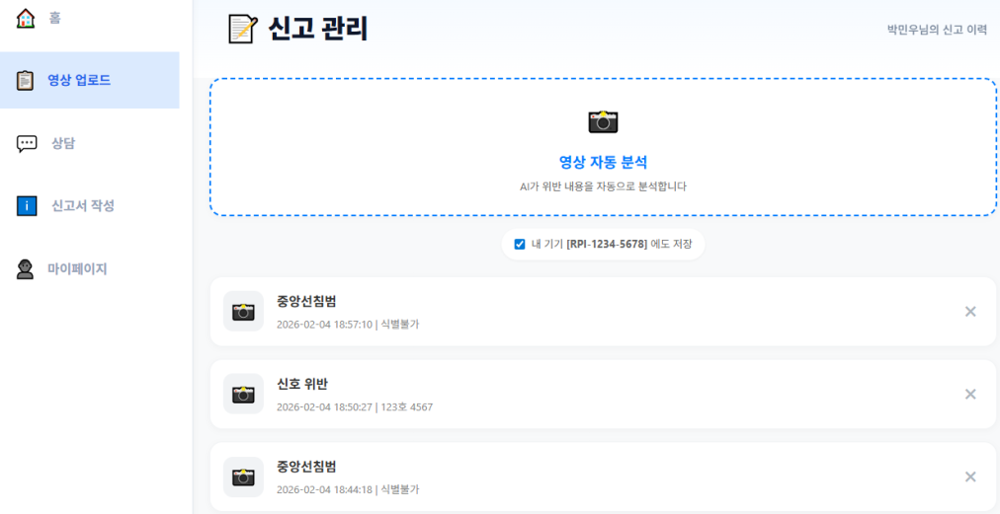 홈
영상 업로드
상담
신고서 작성
마이페이지
신고 관리
박민우님의 신고 이력
영상 자동 분석
AI가 위반 내용을 자동으로 분석합니다
내 기기 [RPI-1234-5678] 에도 저장
중앙선침범
2026-02-04 18:57:10 | 식별불가
신호 위반
2026-02-04 18:50:27 | 123호 4567
중앙선침범
2026-02-04 18:44:18 | 식별불가